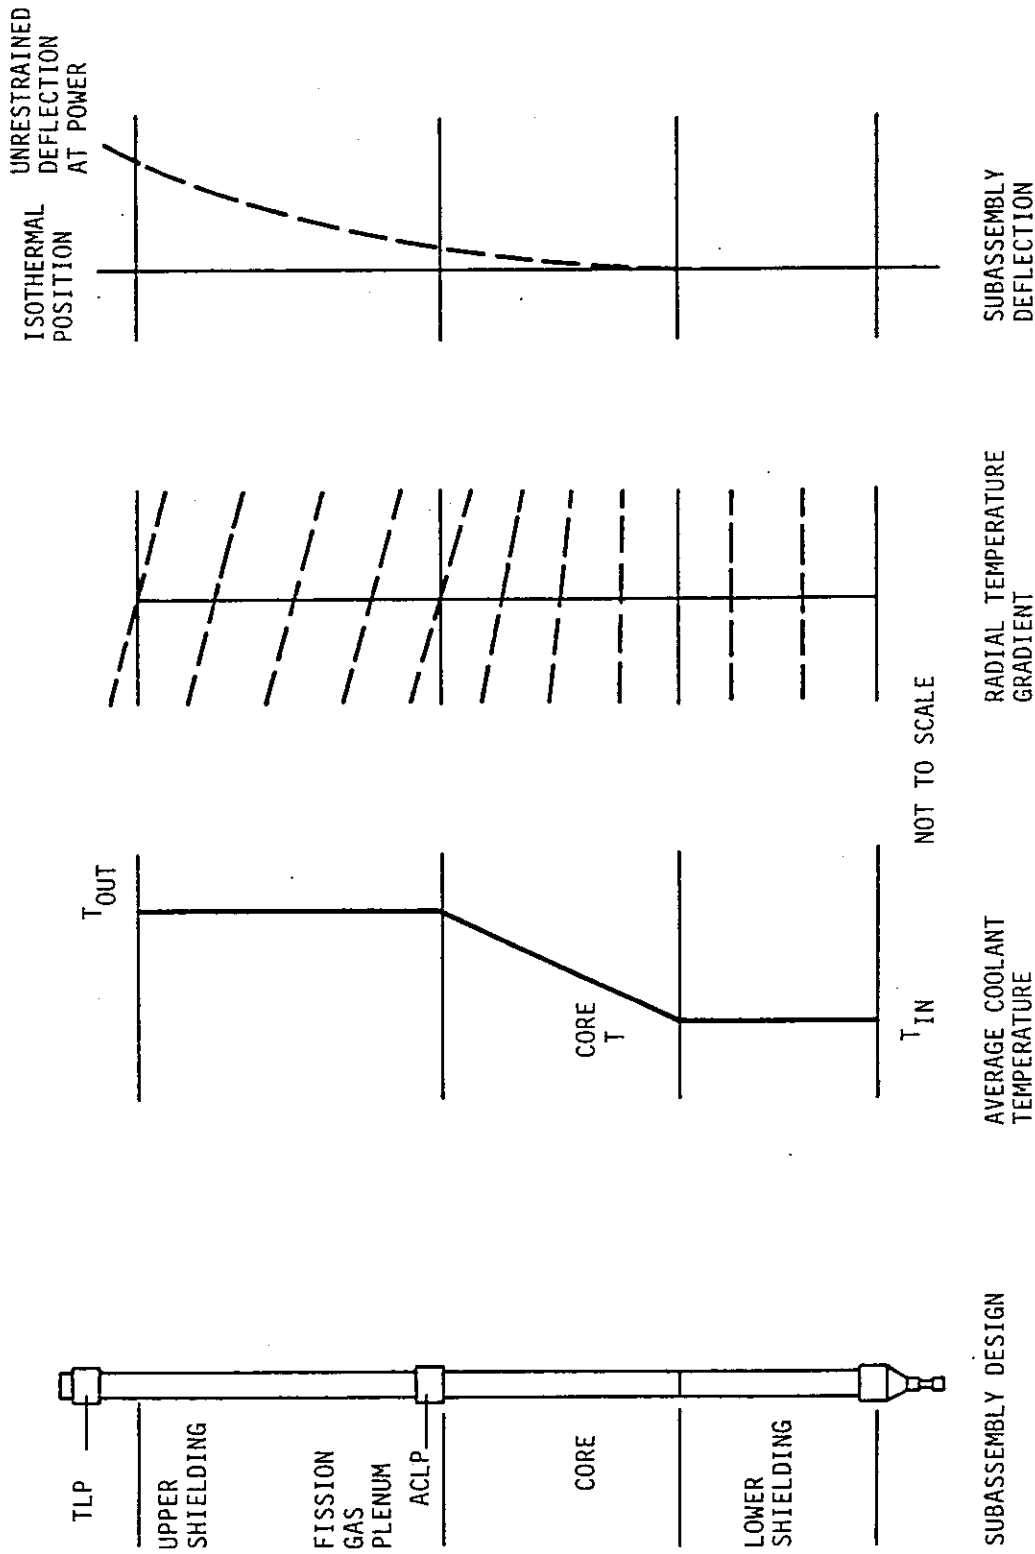 TLP
UPPER
SHIELDING
FISSION
GAS
PLENUM
ACLP
CORE
LOWER
SHIELDING
SUBASSEMBLY DESIGN
T OUT
CORE
T
T IN
AVERAGE COOLANT
TEMPERATURE
NOT TO SCALE
RADIAL TEMPERATURE
GRADIENT
ISOTHERMAL
POSITION
UNRESTRAINED
DEFLECTION
AT POWER
SUBASSEMBLY
DEFLECTION